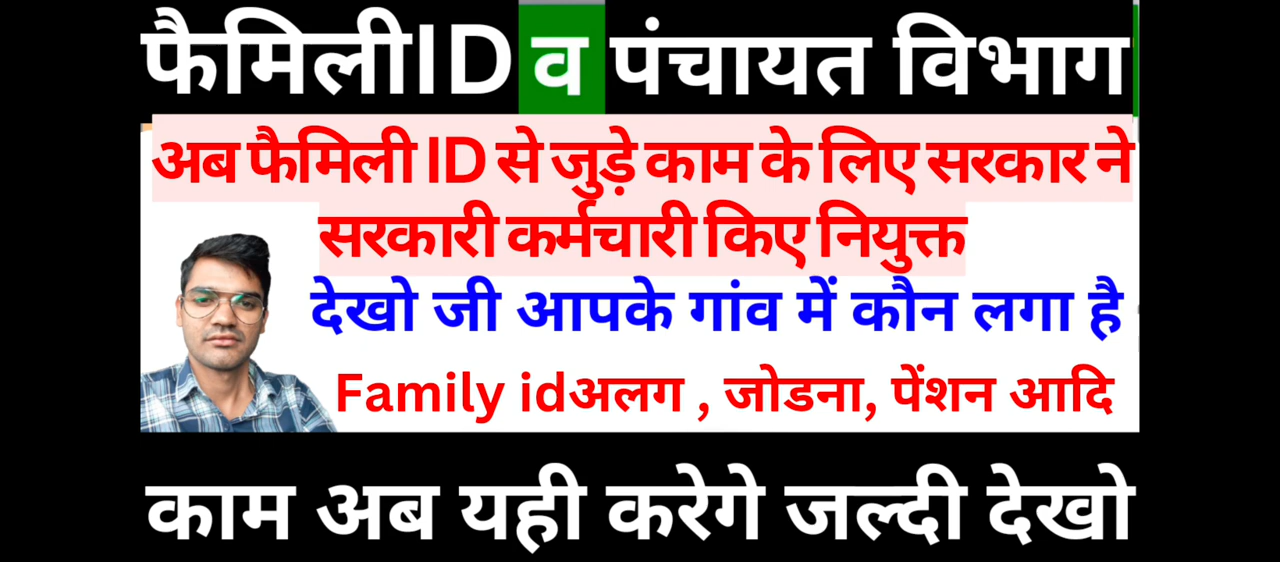 फैमिलीID व पंचायत विभाग
अब फैमिली ID से जुड़े काम के लिए सरकार ने
सरकारी कर्मचारी किए नियुक्त
देखो जी आपके गांव में कौन लगा है
Family idअलग , जोडना, पेंशन आदि
काम अब यही करेगे जल्दी देखो